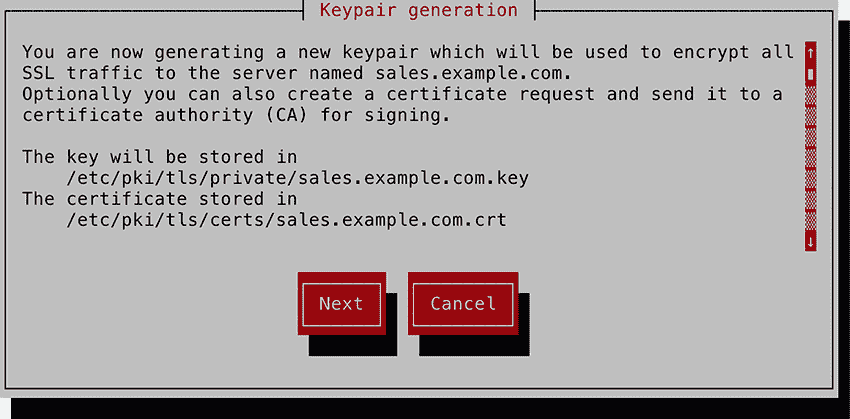 Keypair generation
You are now generating a new keypair which will be used to encrypt all
SSL traffic to the server named sales.example.com.
Optionally you can also create a certificate request and send it to a
certificate authority (CA) for signing.
The key will be stored in
/etc/pki/tls/private/sales.example.com.key
The certificate stored in
/etc/pki/tls/certs/sales.example.com.crt
Next Cancel